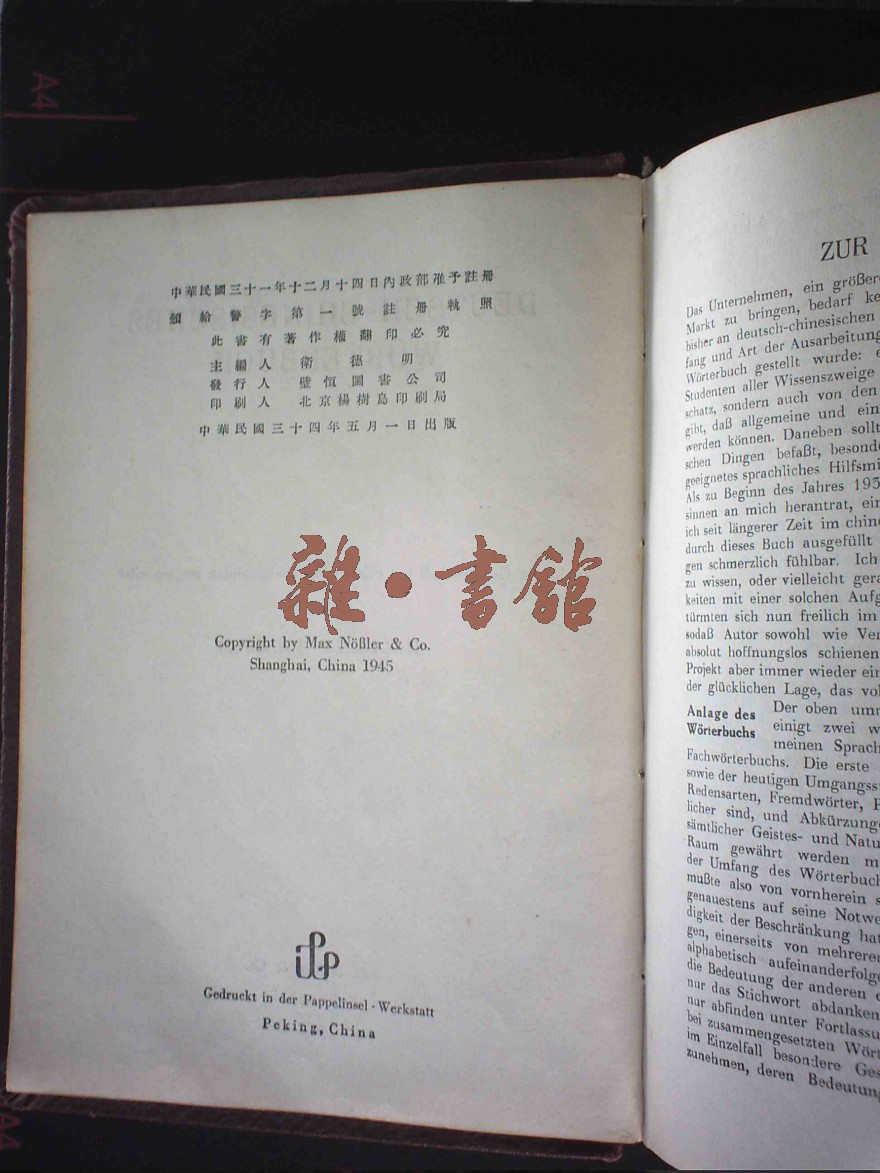 中華民國三十一年十二月十四日內政部准予註冊
頒給警字第一號註冊執照
此書有著作權翻印必究
主編人 衛德明
發行人 壁恆圖書公司
印刷人 北京楊樹島印刷局
中華民國三十四年五月一日出版
雜·書館
Copyright by Max Nößler & Co.
Shanghai, China 1945
Gedruckt in der Pappelinsel-Werkstatt
Peking, China
ZUR
Das Unternehmen, ein größere
Markt zu bringen, bedarf ke
bisher an deutsch-chinesischen
fang und Art der Ausarbeitung
Wörterbuch gestellt wurde: e
Studenten aller Wissenszweige
schatz, sondern auch von den
gibt, daß allgemeine und ein
werden können. Daneben sollt
schen Dingen befaßt, besonde
geeignetes sprachliches Hilfsmi
Als zu Beginn des Jahres 193
sinnen an mich herantrat, ein
ich seit längerer Zeit im chine
durch dieses Buch ausgefüllt
gen schmerzlich fühlbar. Ich
zu wissen, oder vielleicht gera
keiten mit einer solchen Aufg
türmten sich nun freilich im
sodaß Autor sowohl wie Ver
absolut hoffnungslos schienen
Projekt aber immer wieder ein
der glücklichen Lage, das vol
Anlage des Wörterbuchs
Der oben umr
einigt zwei w
meinen Sprach
Fachwörterbuchs. Die erste
sowie der heutigen Umgangss
Redensarten, Fremdwörter, F
licher sind, und Abkürzunge
sämtlicher Geistes- und Natu
Raum gewährt werden m
der Umfang des Wörterbuch
mußte also von vornherein s
genauestens auf seine Notwe
digkeit der Beschränkung hat
gen, einerseits von mehreren
alphabetisch aufeinanderfolge
die Bedeutung der anderen o
nur das Stichwort abdanken
nur abfinden unter Fortlassu
bei zusammengesetzten Wört
im Einzelfall besondere Ges
zunehmen, deren Bedeutung
A4
A4